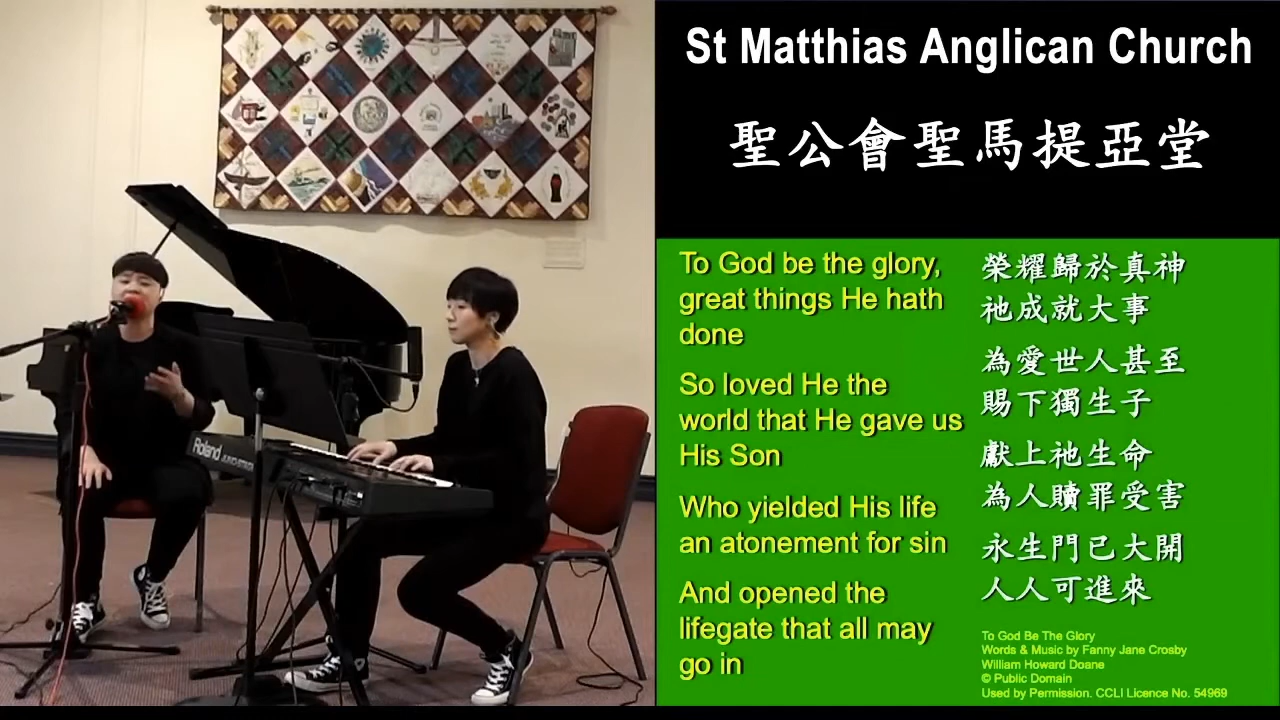 St Matthias Anglican Church
聖公會聖馬提亞堂
To God be the glory,
great things He hath
done
So loved He the
world that He gave us
His Son
Who yielded His life
an atonement for sin
And opened the
lifegate that all may
go in
榮耀歸於真神
祂成就大事
為愛世人甚至
賜下獨生子
獻上祂生命
為人贖罪受害
永生門已大開
人人可進來
To God Be The Glory
Words & Music by Fanny Jane Crosby
William Howard Doane
© Public Domain
Used by Permission. CCLI Licence No. 54969
Roland